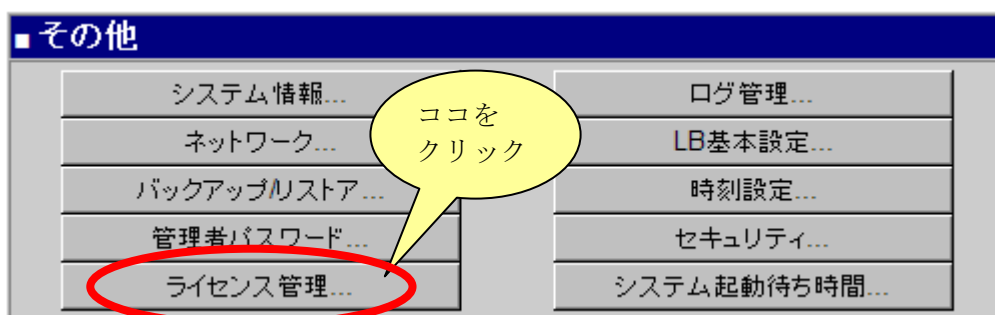 ■その他
システム情報...
ログ管理...
ココを
クリック
ネットワーク...
LB基本設定...
バックアップ/リストア...
時刻設定...
管理者パスワード...
セキュリティ...
ライセンス管理...
システム起動待ち時間...